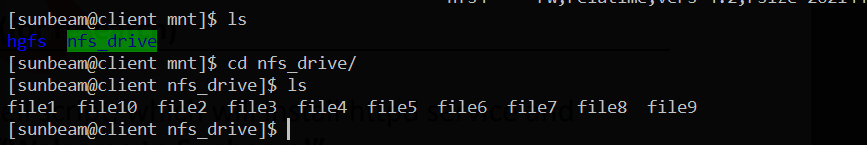 [sunbeam@client mnt]$ ls
hgfs  nfs_drive
[sunbeam@client mnt]$ cd nfs_drive/
[sunbeam@client nfs_drive]$ ls
file1  file10  file2  file3  file4  file5  file6  file7  file8  file9
[sunbeam@client nfs_drive]$